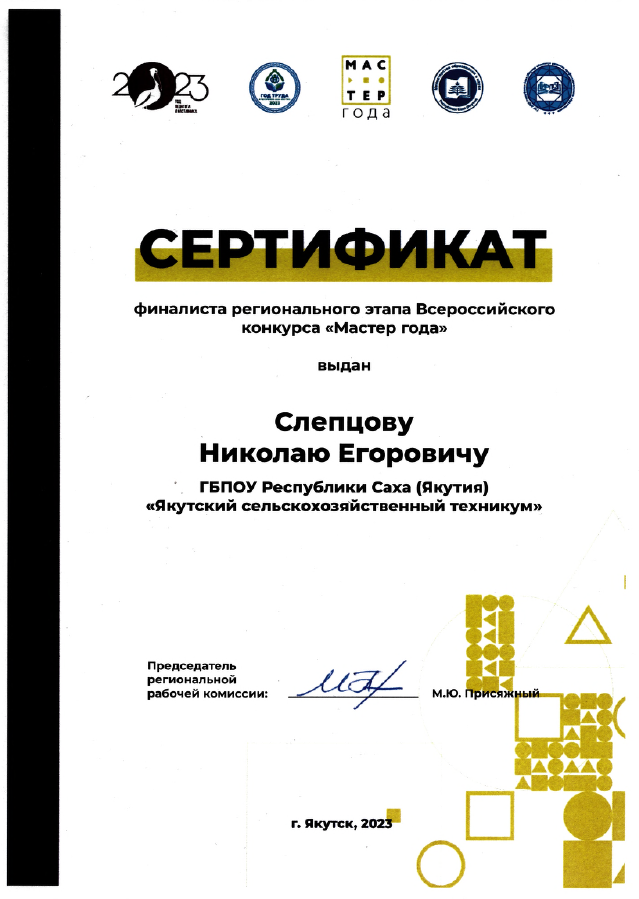 2023
ГОД ТРУДА
2023
МАС
ТЕР
года
СЕРТИФИКАТ
финалиста регионального этапа Всероссийского
конкурса «Мастер года»
выдан
Слепцову
Николаю Егоровичу
ГБПОУ Республики Саха (Якутия)
«Якутский сельскохозяйственный техникум»
Председатель
региональной
рабочей комиссии:
М.Ю. Присяжный
г. Якутск, 2023